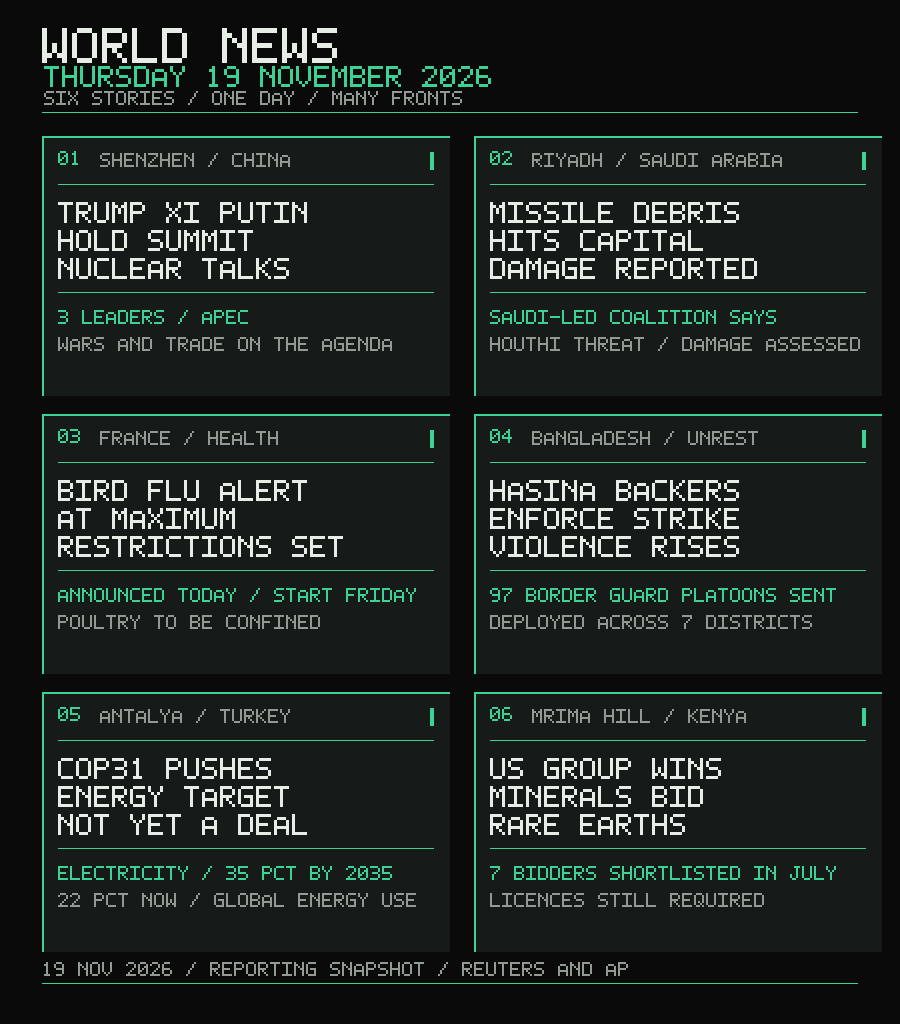 WORLD NEWS
THURSDAY 19 NOVEMBER 2026
SIX STORIES / ONE DAY / MANY FRONTS
01 SHENZHEN / CHINA
TRUMP XI PUTIN
HOLD SUMMIT
NUCLEAR TALKS
3 LEADERS / APEC
WARS AND TRADE ON THE AGENDA
02 RIYADH / SAUDI ARABIA
MISSILE DEBRIS
HITS CAPITAL
DAMAGE REPORTED
SAUDI-LED COALITION SAYS
HOUTHI THREAT / DAMAGE ASSESSED
03 FRANCE / HEALTH
BIRD FLU ALERT
AT MAXIMUM
RESTRICTIONS SET
ANNOUNCED TODAY / START FRIDAY
POULTRY TO BE CONFINED
04 BANGLADESH / UNREST
HASINA BACKERS
ENFORCE STRIKE
VIOLENCE RISES
97 BORDER GUARD PLATOONS SENT
DEPLOYED ACROSS 7 DISTRICTS
05 ANTALYA / TURKEY
COP31 PUSHES
ENERGY TARGET
NOT YET A DEAL
ELECTRICITY / 35 PCT BY 2035
22 PCT NOW / GLOBAL ENERGY USE
06 MRIMA HILL / KENYA
US GROUP WINS
MINERALS BID
RARE EARTHS
7 BIDDERS SHORTLISTED IN JULY
LICENCES STILL REQUIRED
19 NOV 2026 / REPORTING SNAPSHOT / REUTERS AND AP